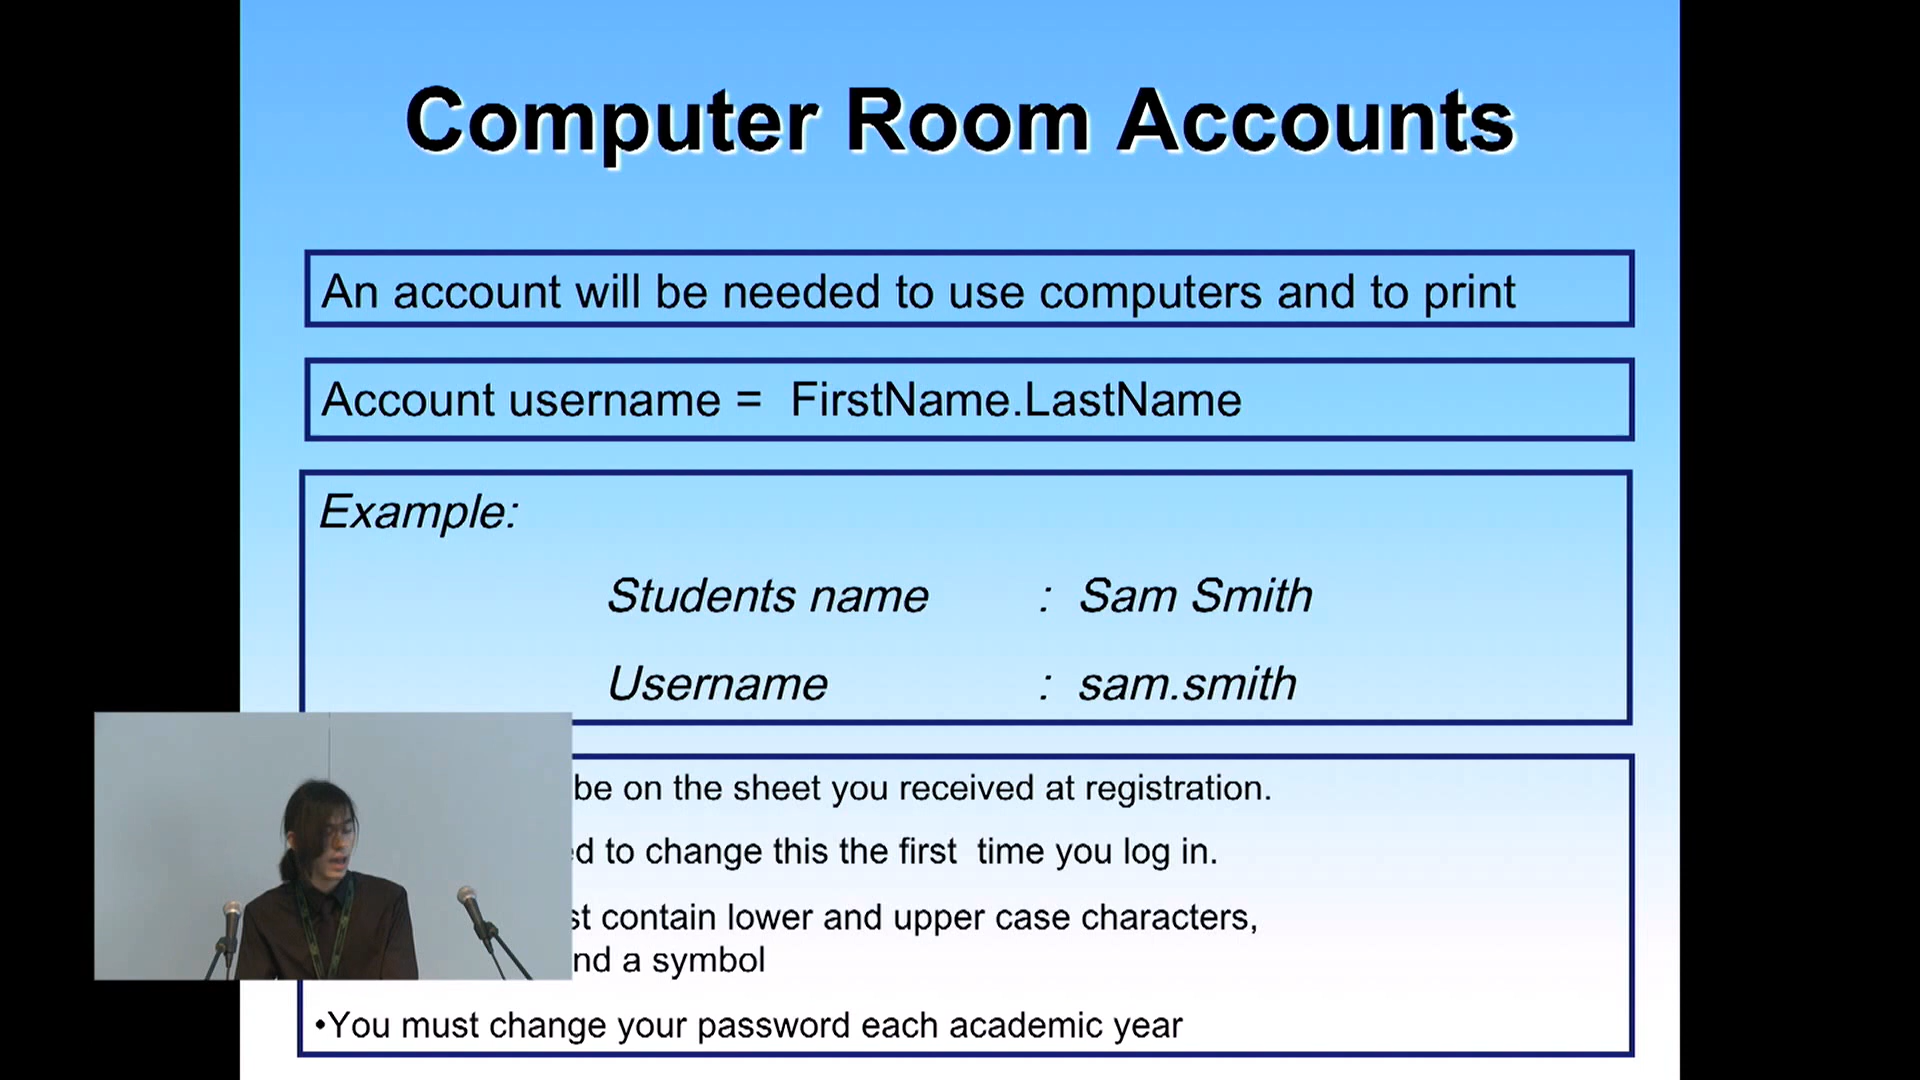 Computer Room Accounts
An account will be needed to use computers and to print
Account username = FirstName.LastName
Example:
Students name : Sam Smith
Username : sam.smith
be on the sheet you received at registration.
to change this the first time you log in.
contain lower and upper case characters,
a symbol
•You must change your password each academic year